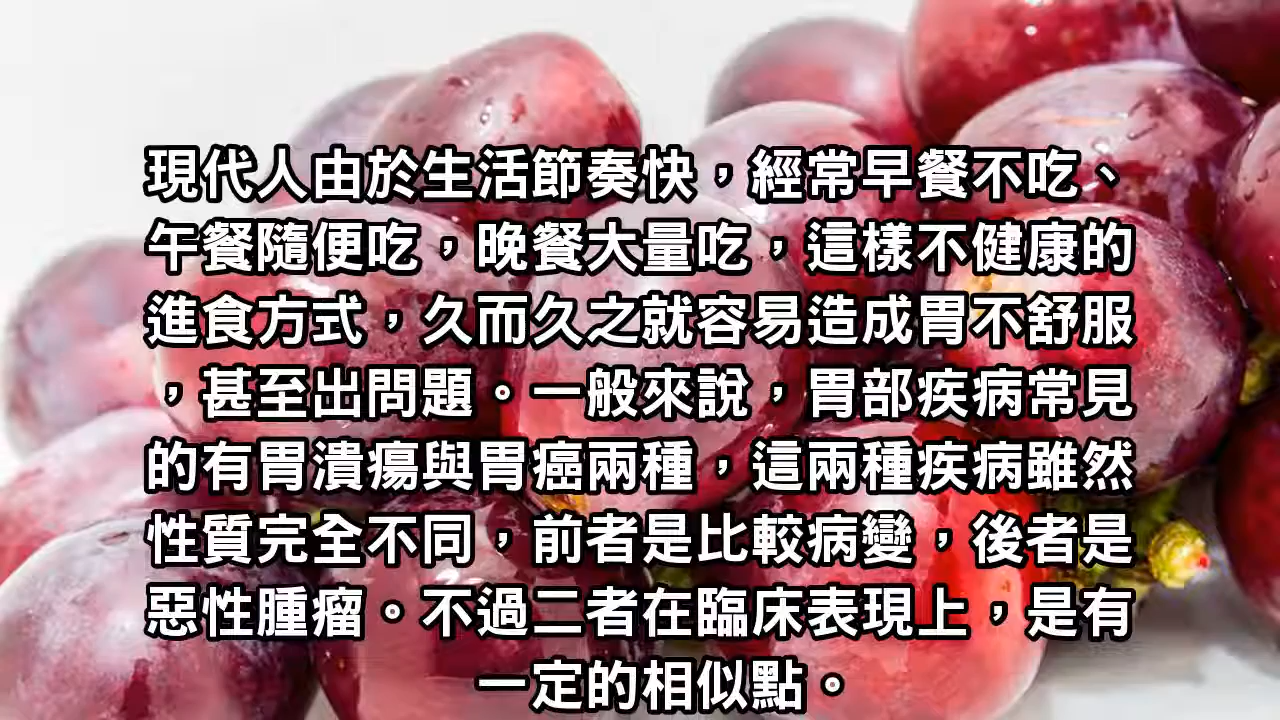 現代人由於生活節奏快，經常早餐不吃、
午餐隨便吃，晚餐大量吃，這樣不健康的
進食方式，久而久之就容易造成胃不舒服
，甚至出問題。一般來說，胃部疾病常見
的有胃潰瘍與胃癌兩種，這兩種疾病雖然
性質完全不同，前者是比較病變，後者是
惡性腫瘤。不過二者在臨床表現上，是有
一定的相似點。